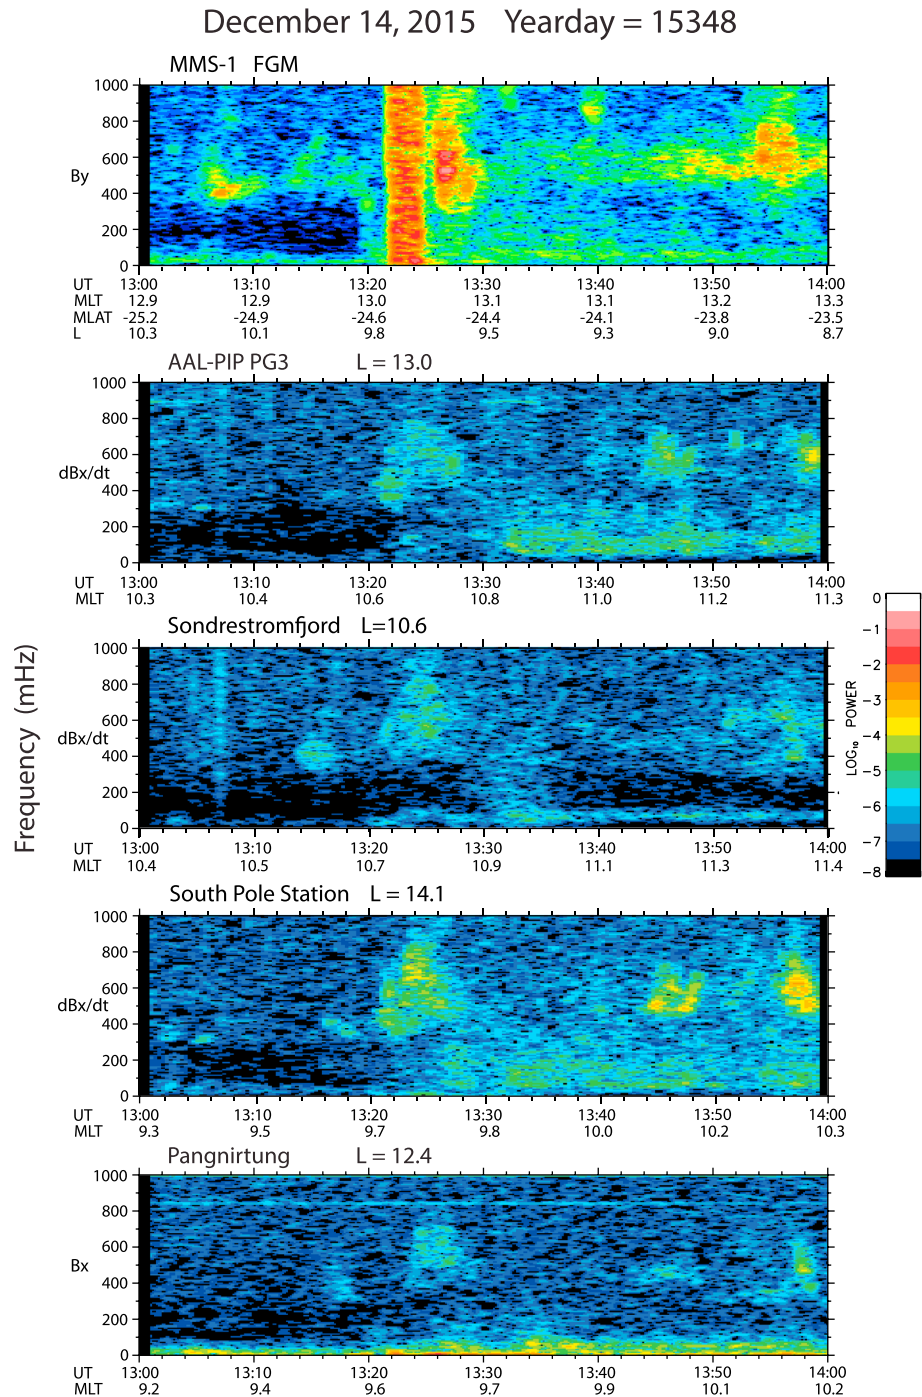 December 14, 2015 Yearday = 15348
MMS-1 FGM
1000
800
600
By
400
200
0
UT 13:00 13:10 13:20 13:30 13:40 13:50 14:00
MLT 12.9 12.9 13.0 13.1 13.1 13.2 13.3
MLAT -25.2 -24.9 -24.6 -24.4 -24.1 -23.8 -23.5
L 10.3 10.1 9.8 9.5 9.3 9.0 8.7
AAL-PIP PG3 L = 13.0
1000
800
600
dBx/dt
400
200
0
UT 13:00 13:10 13:20 13:30 13:40 13:50 14:00
MLT 10.3 10.4 10.6 10.8 11.0 11.2 11.3
Sondrestromfjord L=10.6
1000
800
600
dBx/dt
400
200
0
UT 13:00 13:10 13:20 13:30 13:40 13:50 14:00
MLT 10.4 10.5 10.7 10.9 11.1 11.3 11.4
South Pole Station L = 14.1
1000
800
600
dBx/dt
400
200
0
UT 13:00 13:10 13:20 13:30 13:40 13:50 14:00
MLT 9.3 9.5 9.7 9.8 10.0 10.2 10.3
Pangnirtung L = 12.4
1000
800
600
Bx
400
200
0
UT 13:00 13:10 13:20 13:30 13:40 13:50 14:00
MLT 9.2 9.4 9.6 9.7 9.9 10.1 10.2
Frequency (mHz)
LOG₁₀ POWER
0
−1
−2
−3
−4
−5
−6
−7
−8